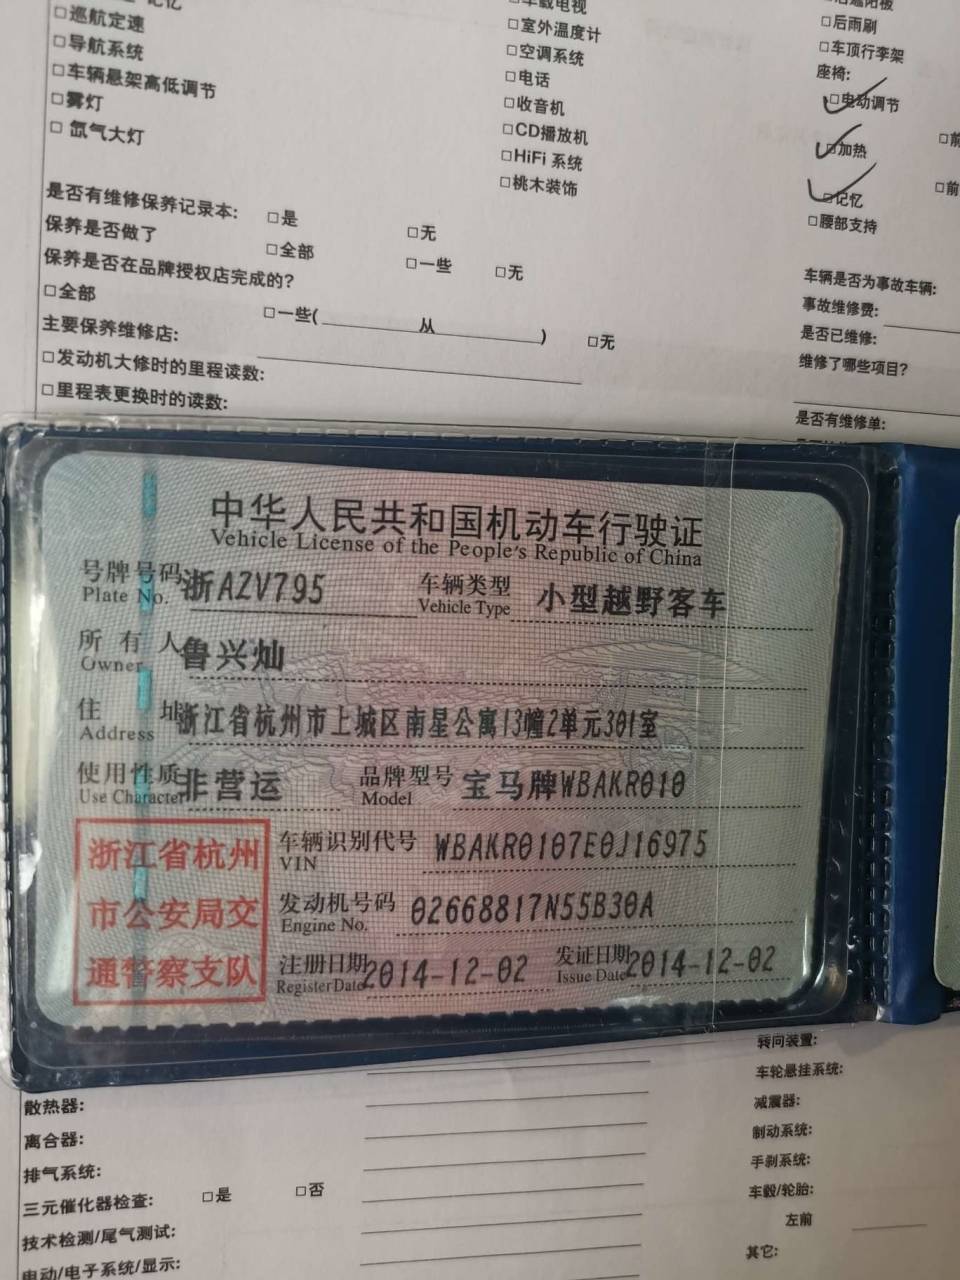 记忆
□巡航定速
□导航系统
□车辆悬架高低调节
□雾灯
□ 氙气大灯
□车载电视
□室外温度计
□空调系统
□电话
□收音机
□CD播放机
□HiFi 系统
□桃木装饰
□后雨刷
□车顶行李架
座椅:
□电动调节
□加热 □前
□记忆 □前
□腰部支持
是否有维修保养记录本: □是 □无
保养是否做了 □全部 □一些 □无
保养是否在品牌授权店完成的?
□全部 □一些( 从 ) □无
主要保养维修店:
□发动机大修时的里程读数:
□里程表更换时的读数:
车辆是否为事故车辆:
事故维修费:
是否已维修:
维修了哪些项目?
是否有维修单:
中华人民共和国机动车行驶证
Vehicle License of the People's Republic of China
号牌号码 浙AZV795 车辆类型 小型越野客车
Plate No. Vehicle Type
所有人 鲁兴灿
Owner
住址 浙江省杭州市上城区南星公寓13幢2单元301室
Address
使用性质 非营运 品牌型号 宝马牌WBAKR010
Use Character Model
浙江省杭州
市公安局交
通警察支队
车辆识别代号 WBAKR0107E0J16975
VIN
发动机号码 02668817N55B30A
Engine No.
注册日期 2014-12-02 发证日期 2014-12-02
Register Date Issue Date
散热器:
离合器:
排气系统:
三元催化器检查: □是 □否
技术检测/尾气测试:
电动/电子系统/显示:
转向装置:
车轮悬挂系统:
减震器:
制动系统:
手刹系统:
车毂/轮胎:
左前
其它: